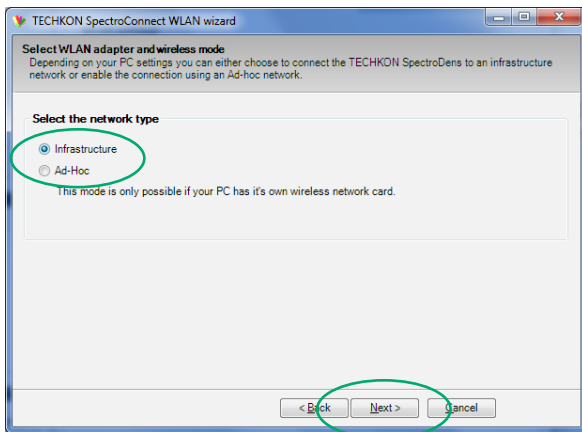 TECHKON SpectroConnect WLAN wizard
Select WLAN adapter and wireless mode
Depending on your PC settings you can either choose to connect the TECHKON SpectroDens to an infrastructure
network or enable the connection using an Ad-hoc network.
Select the network type
Infrastructure
Ad-Hoc
This mode is only possible if your PC has it's own wireless network card.
< Back Next > Cancel